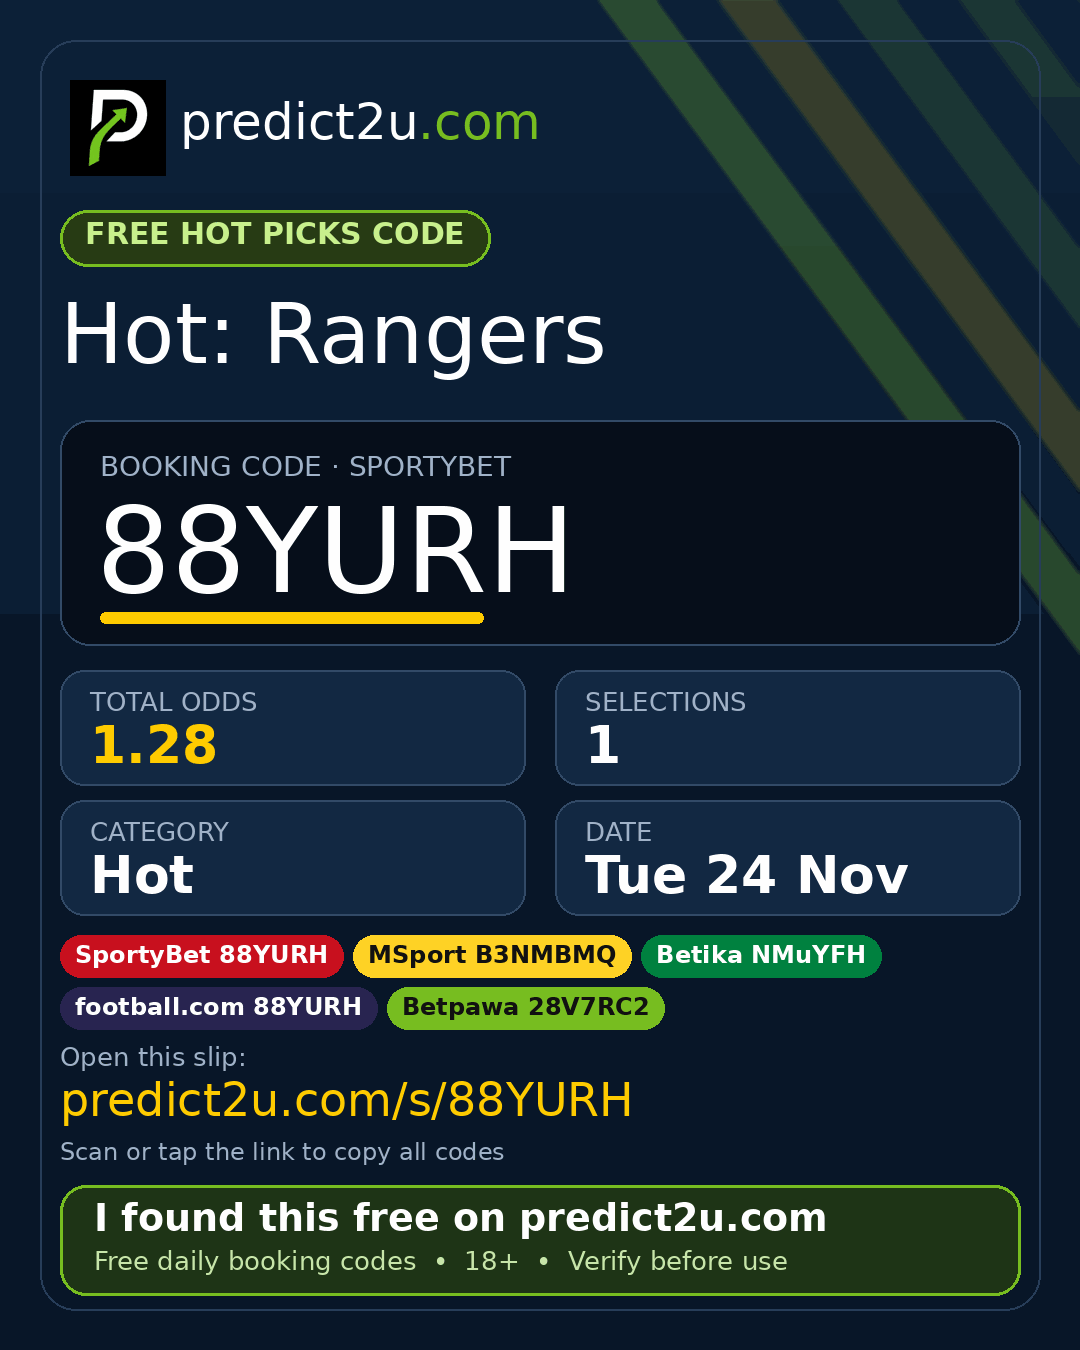 predict2u.com
FREE HOT PICKS CODE
Hot: Rangers
BOOKING CODE · SPORTYBET
88YURH
TOTAL ODDS
1.28
SELECTIONS
1
CATEGORY
Hot
DATE
Tue 24 Nov
SportyBet 88YURH
MSport B3NMBMQ
Betika NMuYFH
football.com 88YURH
Betpawa 28V7RC2
Open this slip:
predict2u.com/s/88YURH
Scan or tap the link to copy all codes
I found this free on predict2u.com
Free daily booking codes • 18+ • Verify before use